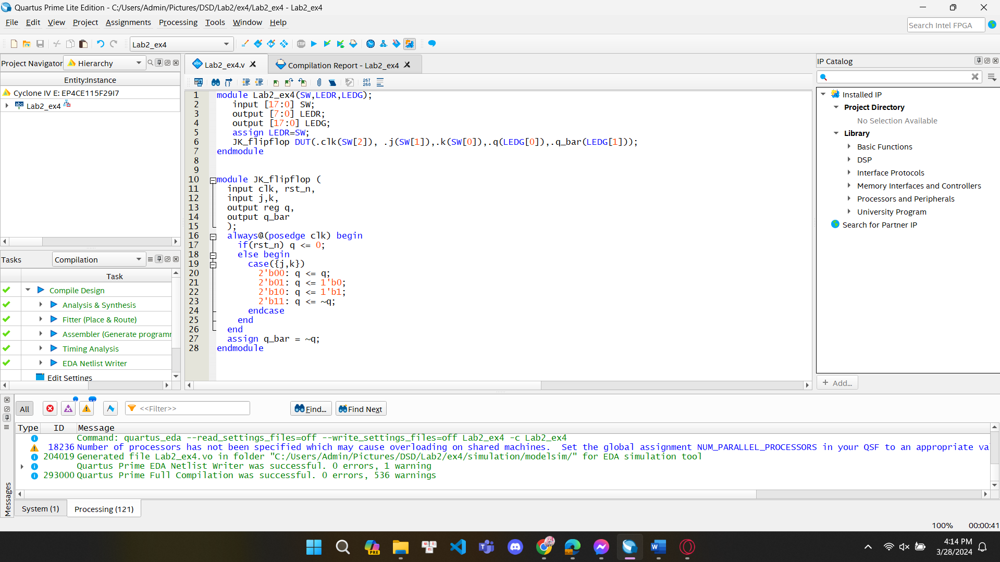 Quartus Prime Lite Edition - C:/Users/Admin/Pictures/DSD/Lab2/ex4/Lab2_ex4 - Lab2_ex4
File Edit View Project Assignments Processing Tools Window Help
Search Intel FPGA
Lab2_ex4
Project Navigator Hierarchy
Entity:Instance
Cyclone IV E: EP4CE115F29I7
Lab2_ex4
Tasks Compilation
Task
Compile Design
Analysis & Synthesis
Fitter (Place & Route)
Assembler (Generate programm
Timing Analysis
EDA Netlist Writer
Edit Settings
Lab2_ex4.v Compilation Report - Lab2_ex4
267
268
1 module Lab2_ex4(SW,LEDR,LEDG);
2 input [17:0] SW;
3 output [7:0] LEDR;
4 output [17:0] LEDG;
5 assign LEDR=SW;
6 JK_flipflop DUT(.clk(SW[2]), .j(SW[1]),.k(SW[0]),.q(LEDG[0]),.q_bar(LEDG[1]));
7 endmodule
8
9
10 module JK_flipflop (
11 input clk, rst_n,
12 input j,k,
13 output reg q,
14 output q_bar
15 );
16 always@(posedge clk) begin
17 if(rst_n) q <= 0;
18 else begin
19 case({j,k})
20 2'b00: q <= q;
21 2'b01: q <= 1'b0;
22 2'b10: q <= 1'b1;
23 2'b11: q <= ~q;
24 endcase
25 end
26 end
27 assign q_bar = ~q;
28 endmodule
IP Catalog
Installed IP
Project Directory
No Selection Available
Library
Basic Functions
DSP
Interface Protocols
Memory Interfaces and Controllers
Processors and Peripherals
University Program
Search for Partner IP
+ Add...
All <<Filter>> Find... Find Next
Type ID Message
Command: quartus_eda --read_settings_files=off --write_settings_files=off Lab2_ex4 -c Lab2_ex4
18236 Number of processors has not been specified which may cause overloading on shared machines.  Set the global assignment NUM_PARALLEL_PROCESSORS in your QSF to an appropriate va
204019 Generated file Lab2_ex4.vo in folder "C:/Users/Admin/Pictures/DSD/Lab2/ex4/simulation/modelsim/" for EDA simulation tool
Quartus Prime EDA Netlist Writer was successful. 0 errors, 1 warning
293000 Quartus Prime Full Compilation was successful. 0 errors, 536 warnings
Messages
System (1) Processing (121)
100% 00:00:41
PRE
4:14 PM
3/28/2024